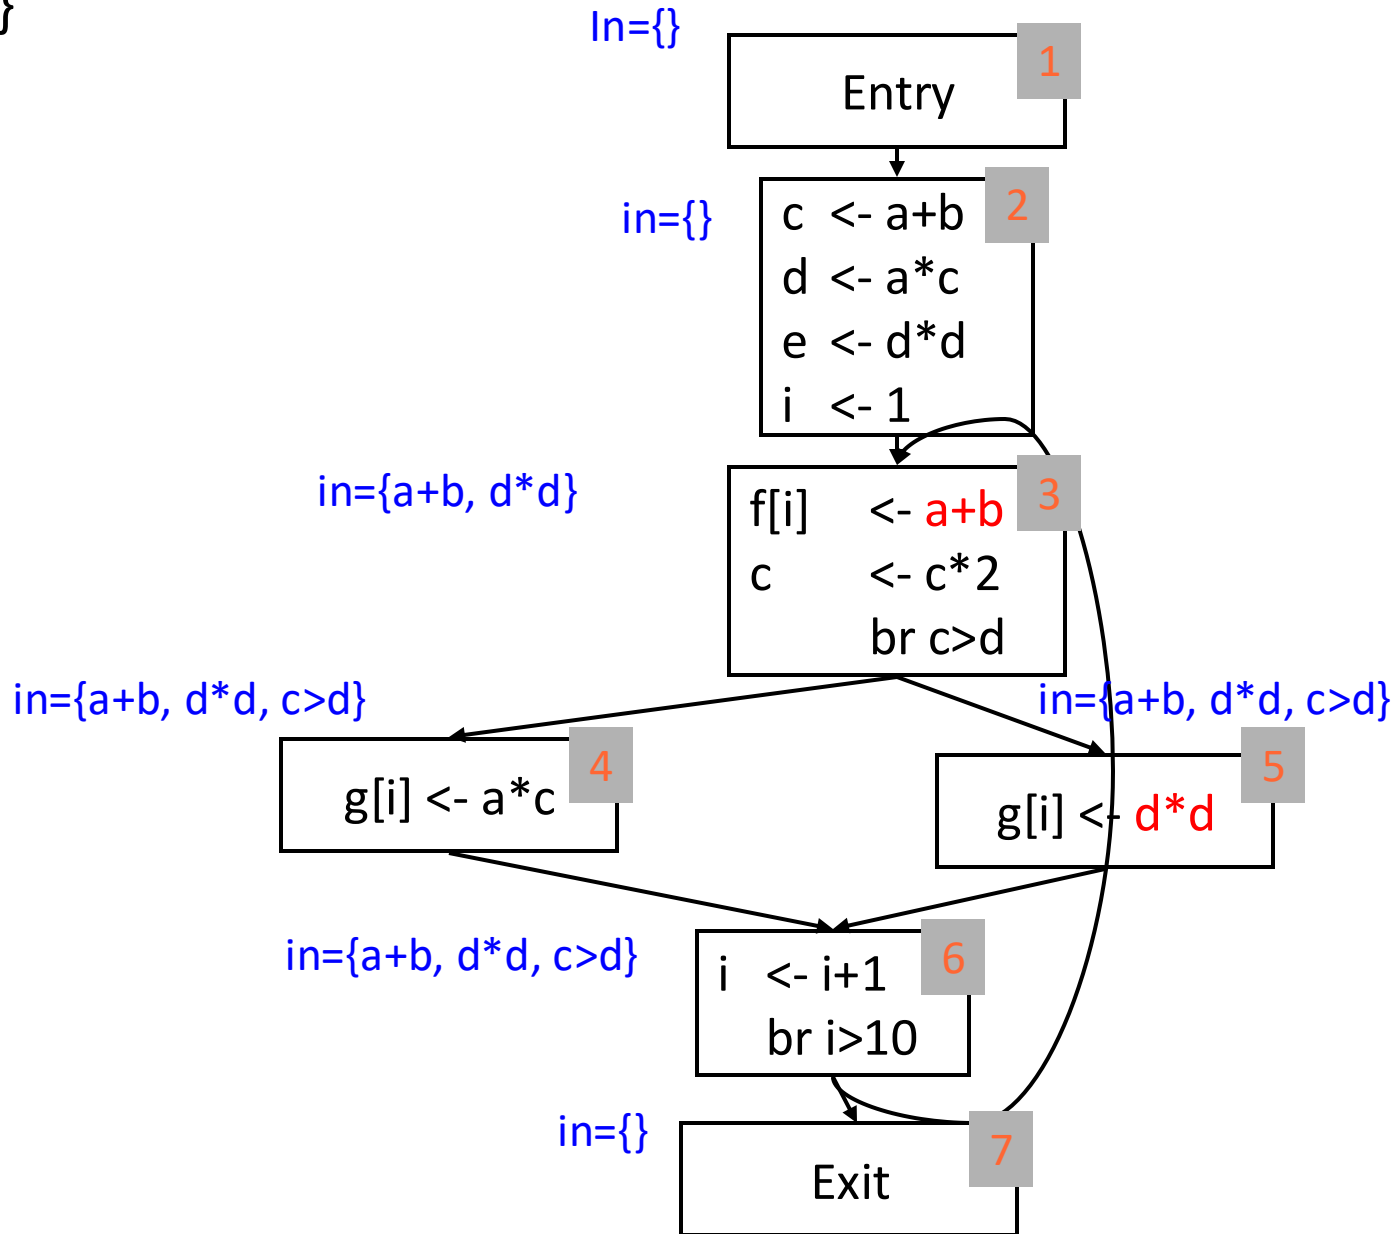 }
In={}
1
Entry
in={}
2
c <- a+b
d <- a*c
e <- d*d
i <- 1
in={a+b, d*d}
3
f[i] <- a+b
c <- c*2
br c>d
in={a+b, d*d, c>d}
in={a+b, d*d, c>d}
4
g[i] <- a*c
5
g[i] <- d*d
in={a+b, d*d, c>d}
6
i <- i+1
br i>10
in={}
7
Exit